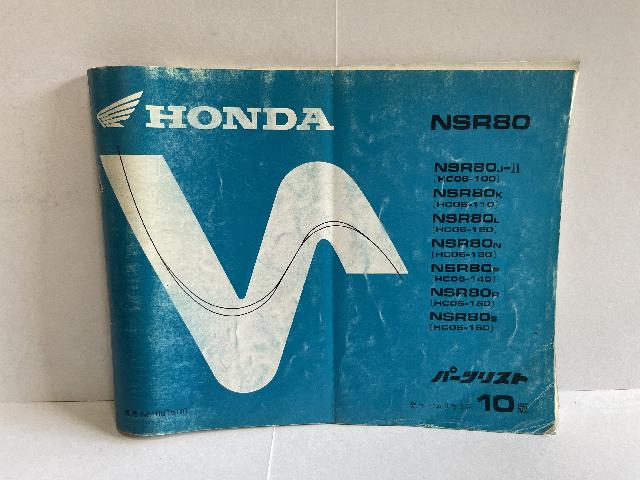 HONDA
NSR80
NSR80J-II
(HC06-100)
NSR80K
(HC06-110)
NSR80L
(HC06-120)
NSR80N
(HC06-130)
NSR80P
(HC06-140)
NSR80R
(HC06-150)
NSR80S
(HC06-160)
パーツリスト
10版